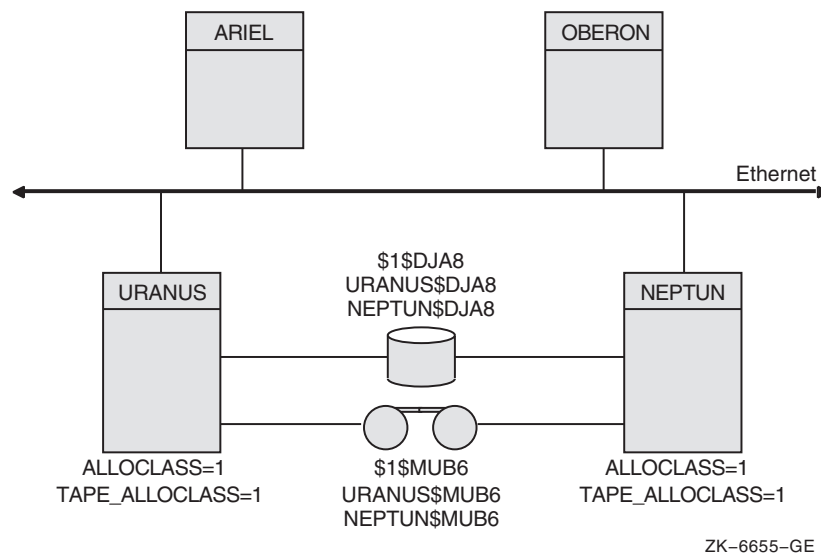 ARIEL
OBERON
Ethernet
URANUS
$1$DJA8
URANUS$DJA8
NEPTUN$DJA8
NEPTUN
ALLOCLASS=1
TAPE_ALLOCLASS=1
$1$MUB6
URANUS$MUB6
NEPTUN$MUB6
ALLOCLASS=1
TAPE_ALLOCLASS=1
ZK−6655−GE